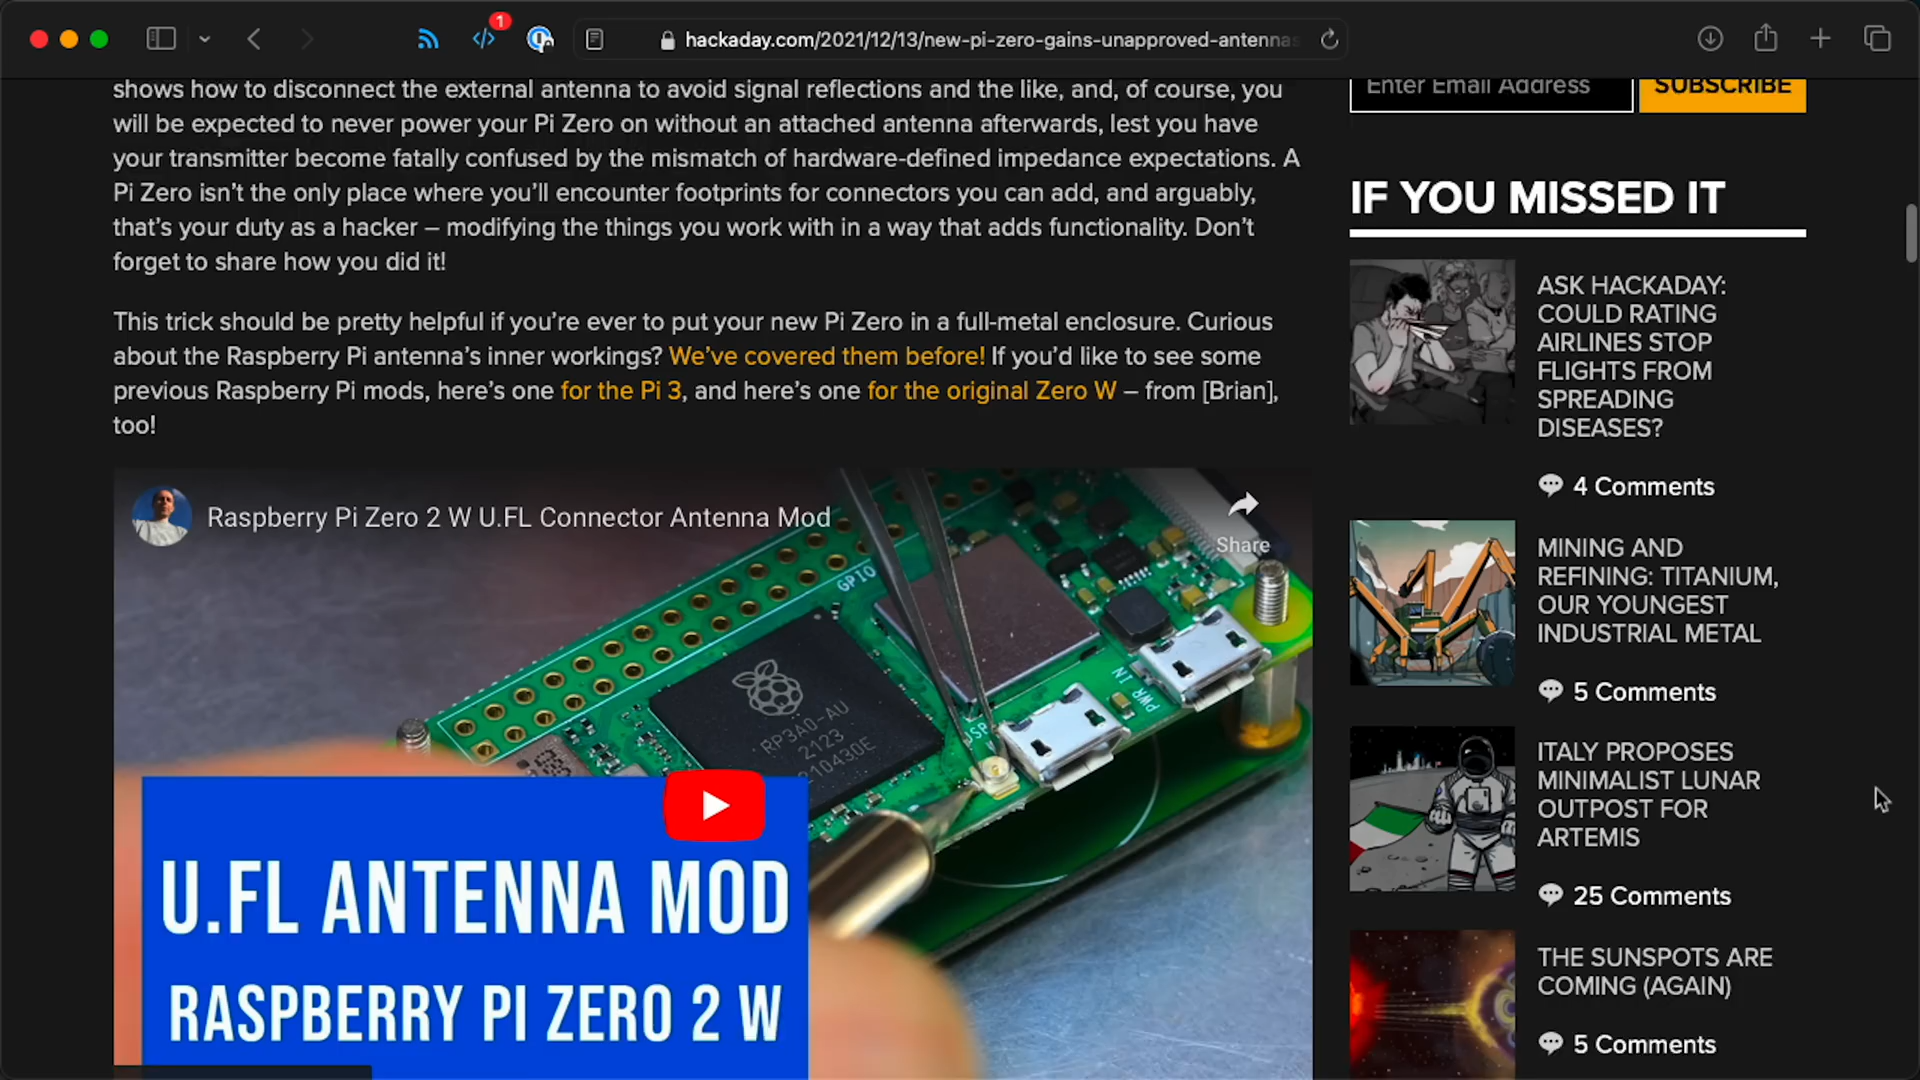 1
hackaday.com/2021/12/13/new-pi-zero-gains-unapproved-antennas
shows how to disconnect the external antenna to avoid signal reflections and the like, and, of course, you
will be expected to never power your Pi Zero on without an attached antenna afterwards, lest you have
your transmitter become fatally confused by the mismatch of hardware-defined impedance expectations. A
Pi Zero isn’t the only place where you’ll encounter footprints for connectors you can add, and arguably,
that’s your duty as a hacker – modifying the things you work with in a way that adds functionality. Don’t
forget to share how you did it!
This trick should be pretty helpful if you’re ever to put your new Pi Zero in a full-metal enclosure. Curious
about the Raspberry Pi antenna’s inner workings? We’ve covered them before! If you’d like to see some
previous Raspberry Pi mods, here’s one for the Pi 3, and here’s one for the original Zero W – from [Brian],
too!
Raspberry Pi Zero 2 W U.FL Connector Antenna Mod
Share
GPIO
RP3A0-AU
2123
210430E
USB
PWR IN
U.FL ANTENNA MOD
RASPBERRY PI ZERO 2 W
Enter Email Address
SUBSCRIBE
IF YOU MISSED IT
ASK HACKADAY:
COULD RATING
AIRLINES STOP
FLIGHTS FROM
SPREADING
DISEASES?
4 Comments
MINING AND
REFINING: TITANIUM,
OUR YOUNGEST
INDUSTRIAL METAL
5 Comments
ITALY PROPOSES
MINIMALIST LUNAR
OUTPOST FOR
ARTEMIS
25 Comments
THE SUNSPOTS ARE
COMING (AGAIN)
5 Comments